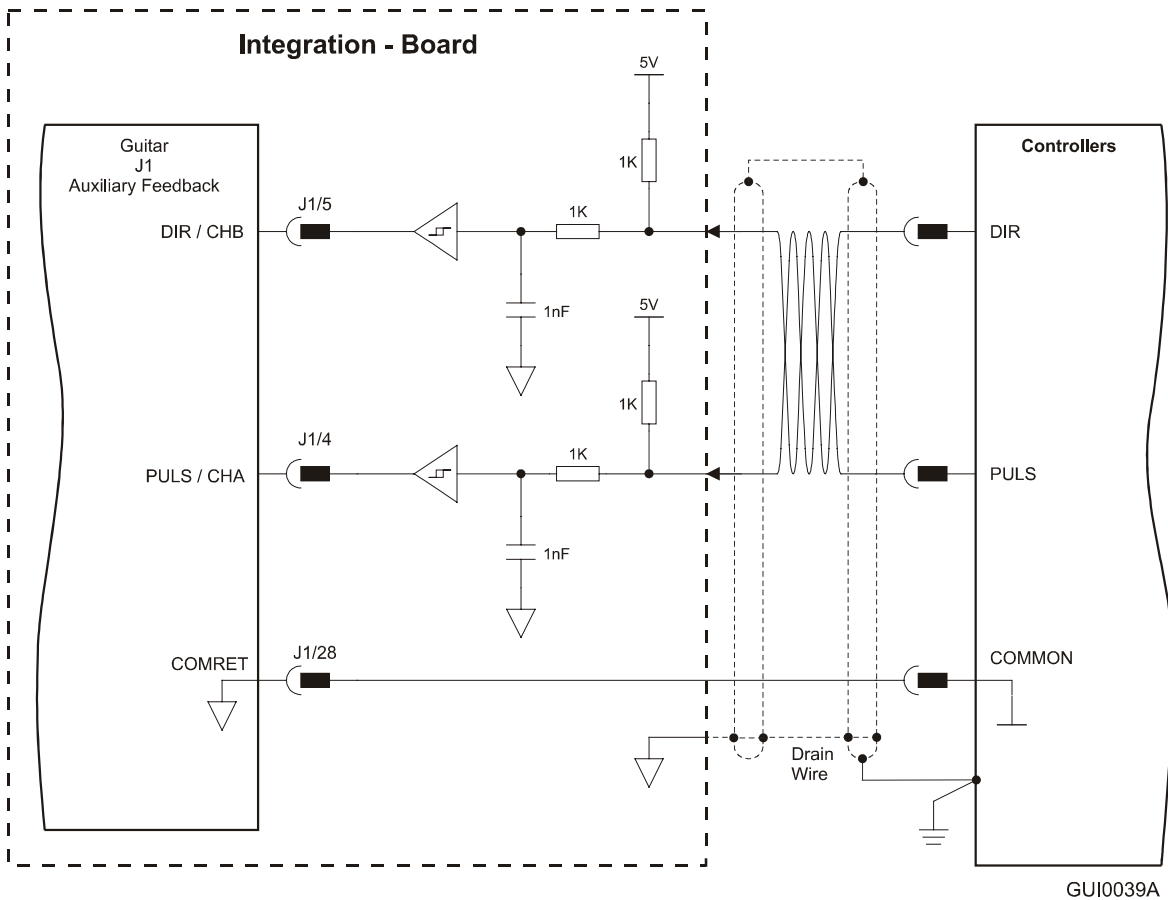 Integration - Board
5V
Guitar
J1
Auxiliary Feedback
Controllers
1K
J1/5
1K
DIR / CHB
DIR
1nF
5V
1K
J1/4
1K
PULS / CHA
PULS
1nF
COMRET
J1/28
COMMON
Drain
Wire
GUI0039A